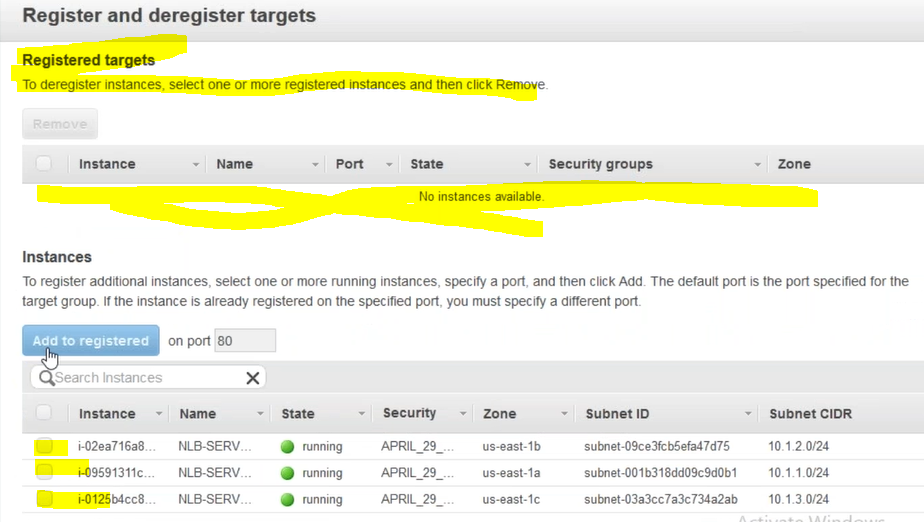 Register and deregister targets
Registered targets
To deregister instances, select one or more registered instances and then click Remove.
Remove
Instance Name Port State Security groups Zone
No instances available.
Instances
To register additional instances, select one or more running instances, specify a port, and then click Add. The default port is the port specified for the
target group. If the instance is already registered on the specified port, you must specify a different port.
Add to registered on port 80
Search Instances
Instance Name State Security Zone Subnet ID Subnet CIDR
i-02ea716a8... NLB-SERV... running APRIL_29_... us-east-1b subnet-09ce3fcb5efa47d75 10.1.2.0/24
i-09591311c... NLB-SERV... running APRIL_29_... us-east-1a subnet-001b318dd09c9d0b1 10.1.1.0/24
i-0125b4cc8... NLB-SERV... running APRIL_29_... us-east-1c subnet-03a3cc7a3c734a2ab 10.1.3.0/24
Activate Windows